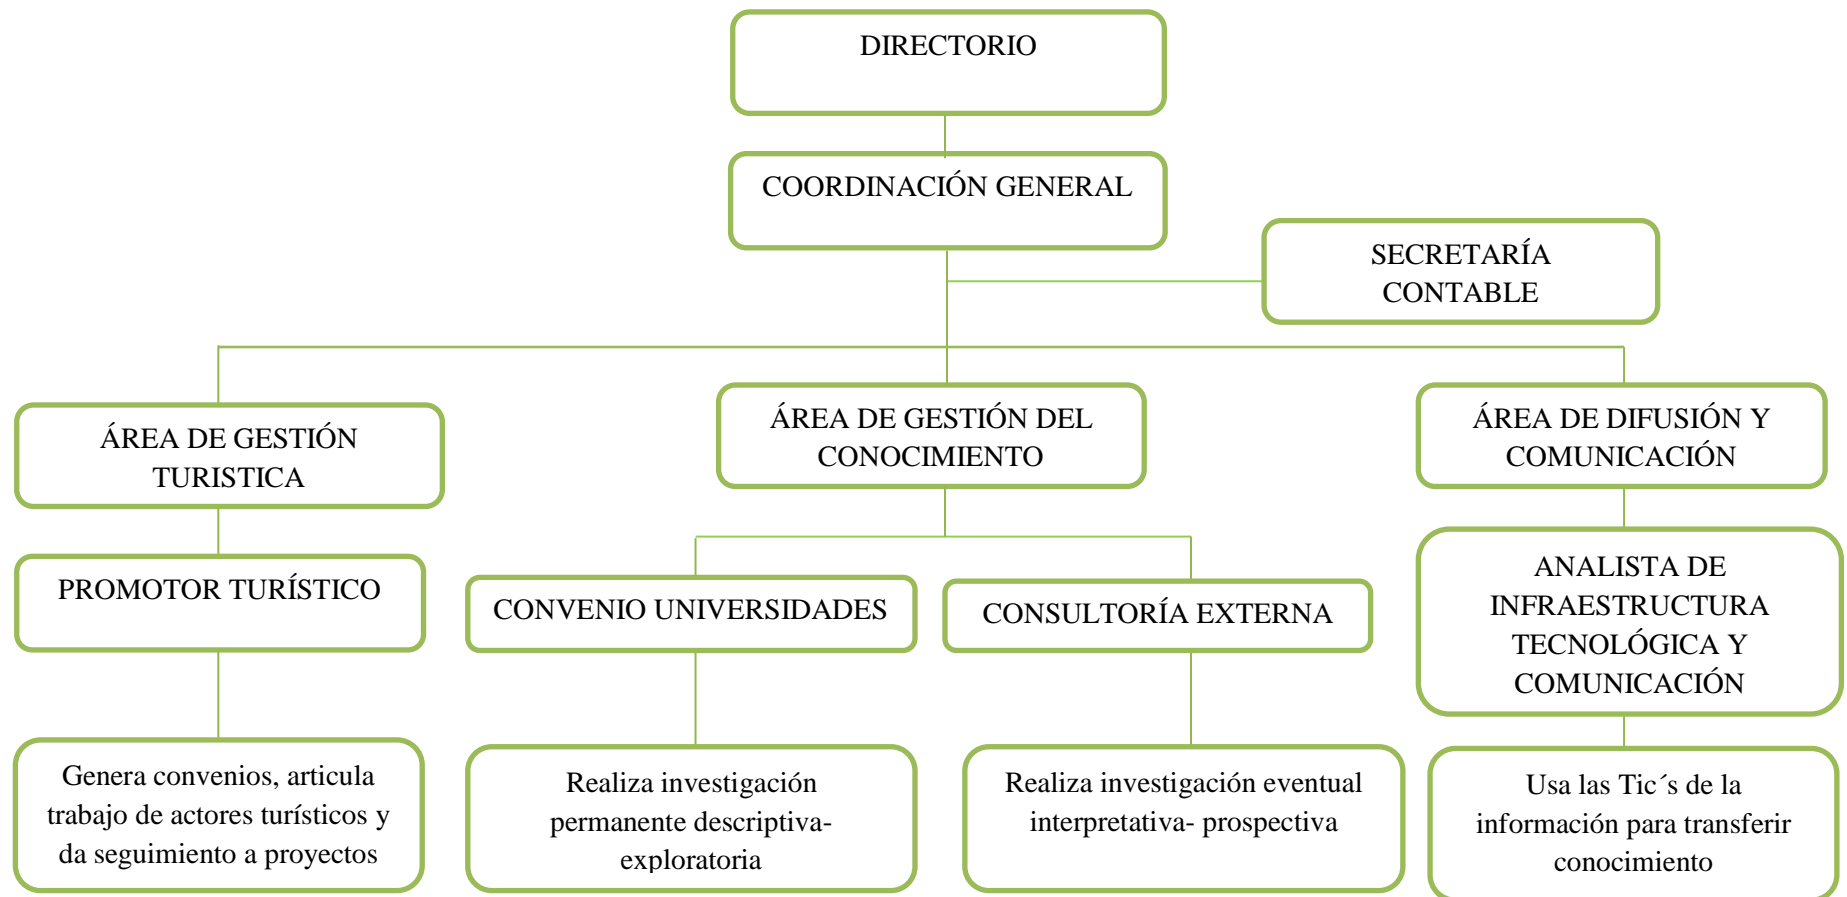 DIRECTORIO
COORDINACIÓN GENERAL
SECRETARÍA
CONTABLE
ÁREA DE GESTIÓN
TURISTICA
ÁREA DE GESTIÓN DEL
CONOCIMIENTO
ÁREA DE DIFUSIÓN Y
COMUNICACIÓN
PROMOTOR TURÍSTICO
CONVENIO UNIVERSIDADES
CONSULTORÍA EXTERNA
ANALISTA DE
INFRAESTRUCTURA
TECNOLÓGICA Y
COMUNICACIÓN
Genera convenios, articula
trabajo de actores turísticos y
da seguimiento a proyectos
Realiza investigación
permanente descriptiva-
exploratoria
Realiza investigación eventual
interpretativa- prospectiva
Usa las Tic´s de la
información para transferir
conocimiento